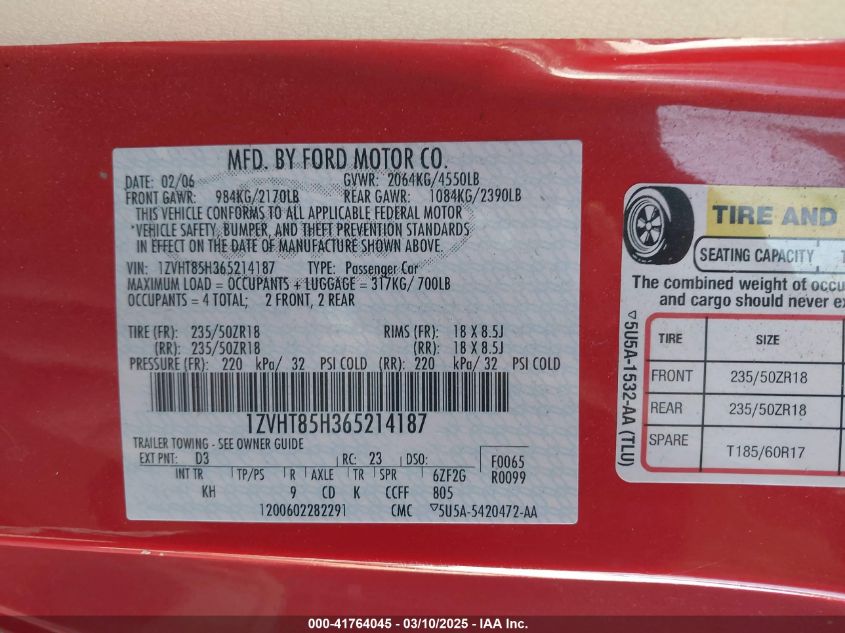 MFD. BY FORD MOTOR CO.
DATE: 02/06 GVWR: 2064KG/4550LB
FRONT GAWR: 984KG/2170LB REAR GAWR: 1084KG/2390LB
THIS VEHICLE CONFORMS TO ALL APPLICABLE FEDERAL MOTOR
*VEHICLE SAFETY, BUMPER, AND THEFT PREVENTION STANDARDS
IN EFFECT ON THE DATE OF MANUFACTURE SHOWN ABOVE.
VIN: 1ZVHT85H365214187 TYPE: Passenger Car
MAXIMUM LOAD = OCCUPANTS + LUGGAGE = 317KG/ 700LB
OCCUPANTS = 4 TOTAL; 2 FRONT, 2 REAR
TIRE (FR): 235/50ZR18 RIMS (FR): 18 X 8.5J
(RR): 235/50ZR18 (RR): 18 X 8.5J
PRESSURE (FR): 220 kPa/ 32 PSI COLD (RR): 220 kPa/ 32 PSI COLD
1ZVHT85H365214187
TRAILER TOWING - SEE OWNER GUIDE
EXT PNT: D3 RC: 23 DSO: F0065
INT TR TP/PS R AXLE TR SPR 6ZF2G R0099
KH 9 CD K CCFF 805
1200602282291 CMC ▽5U5A-5420472-AA
TIRE AND
SEATING CAPACITY
The combined weight of occu
and cargo should never ex
▽5U5A-1532-AA (TLU)
TIRE SIZE
FRONT 235/50ZR18
REAR 235/50ZR18
SPARE T185/60R17
000-41764045 - 03/10/2025 - IAA Inc.